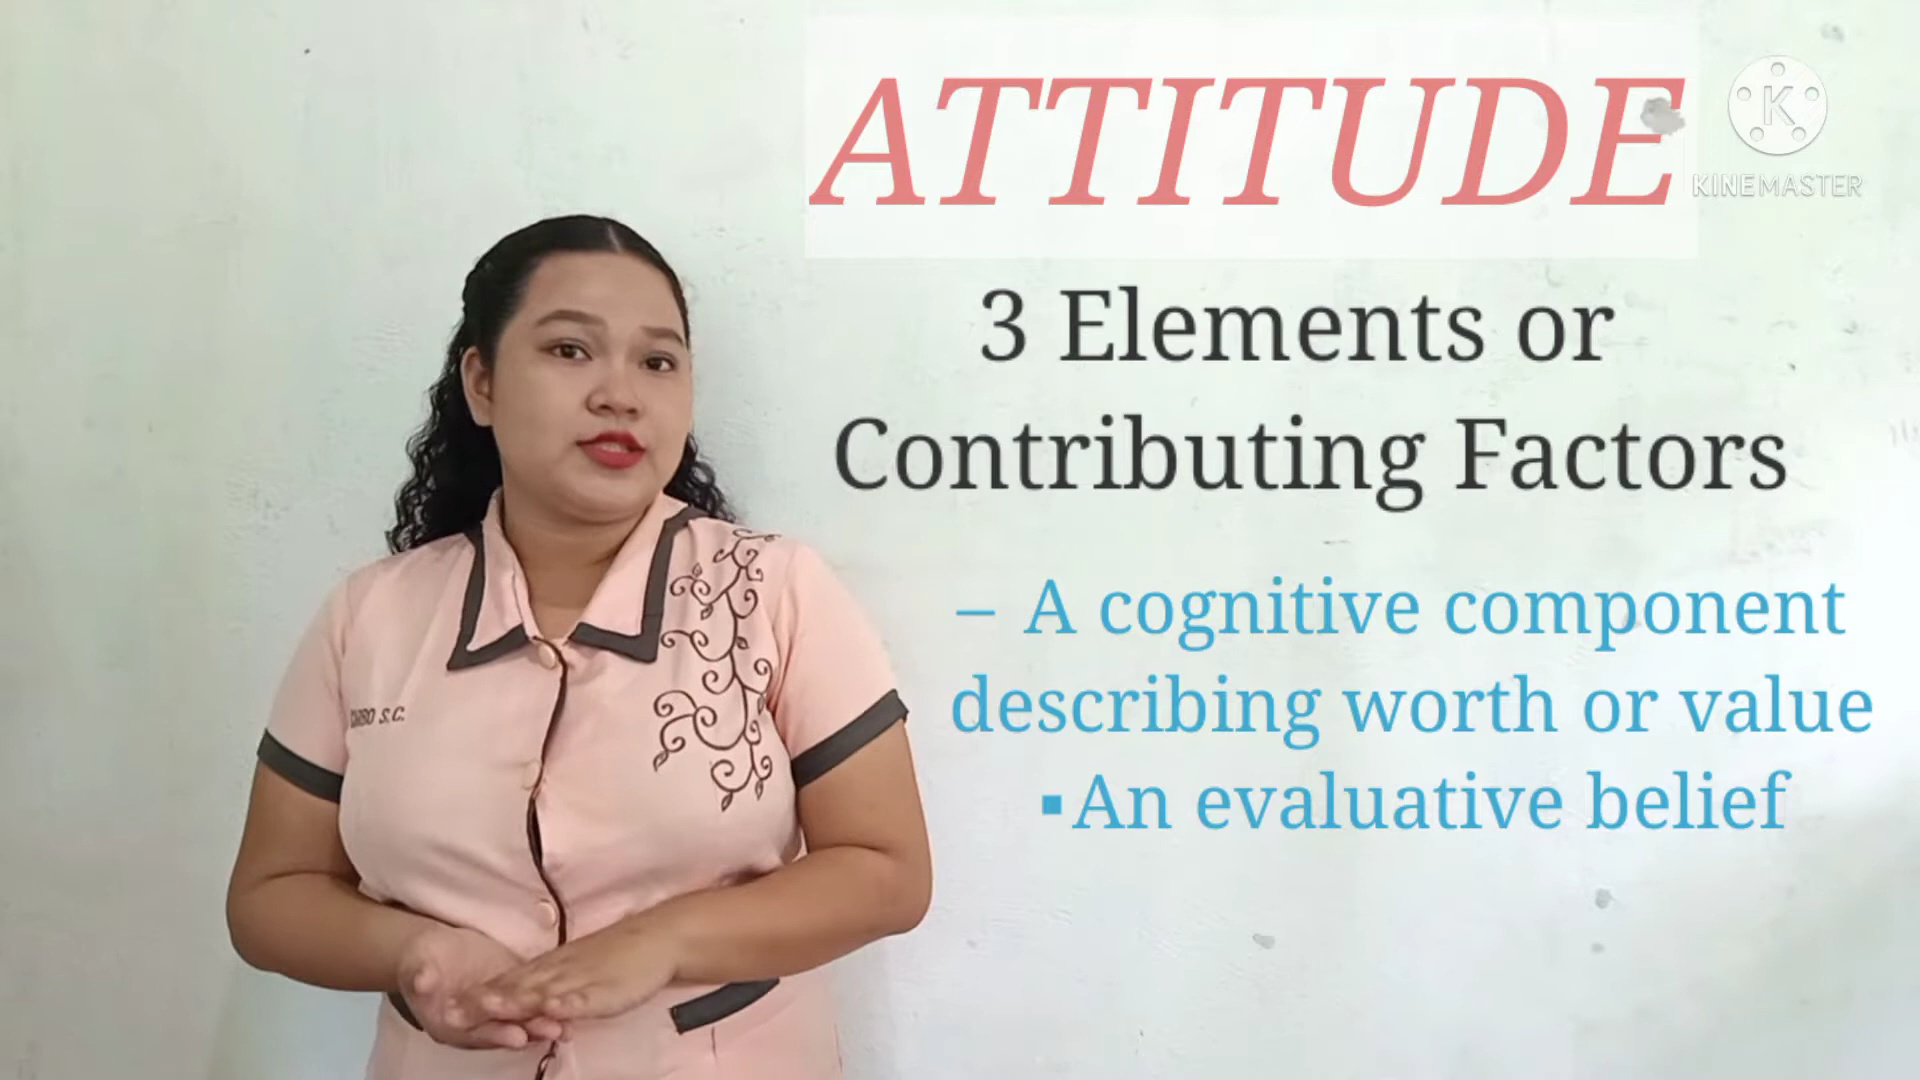 ATTITUDE
K
KINEMASTER
3 Elements or
Contributing Factors
– A cognitive component
describing worth or value
▪An evaluative belief
S.C.